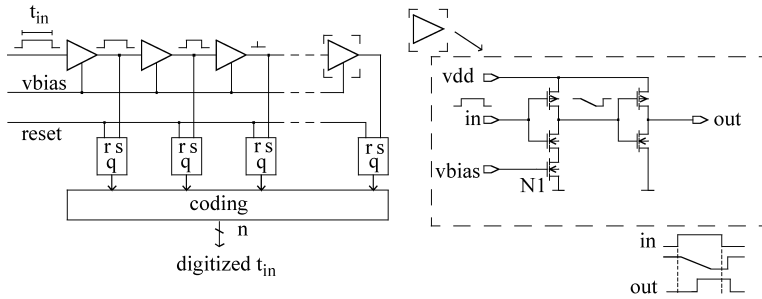 t_in
vbias
reset
r s
q
r s
q
r s
q
r s
q
coding
n
digitized t_in
vdd
in
out
vbias
N1
in
out